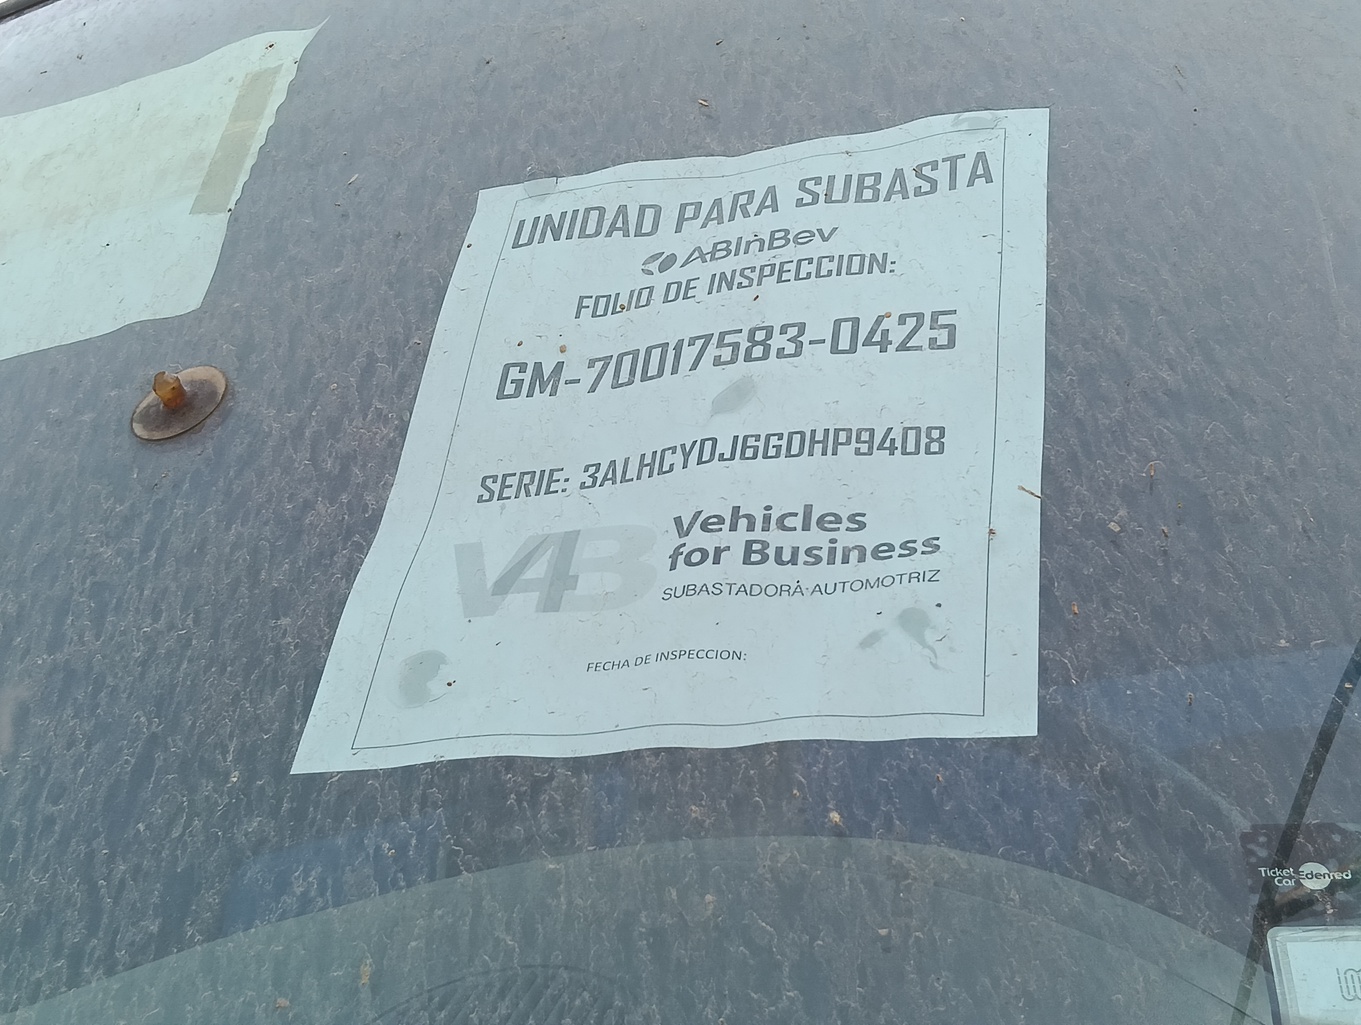 UNIDAD PARA SUBASTA
ABInBev
FOLIO DE INSPECCION:
GM-70017583-0425
SERIE: 3ALHCYDJ6GDHP9408
V4B
Vehicles
for Business
SUBASTADORA AUTOMOTRIZ
FECHA DE INSPECCION:
Ticket
Car
Edenred